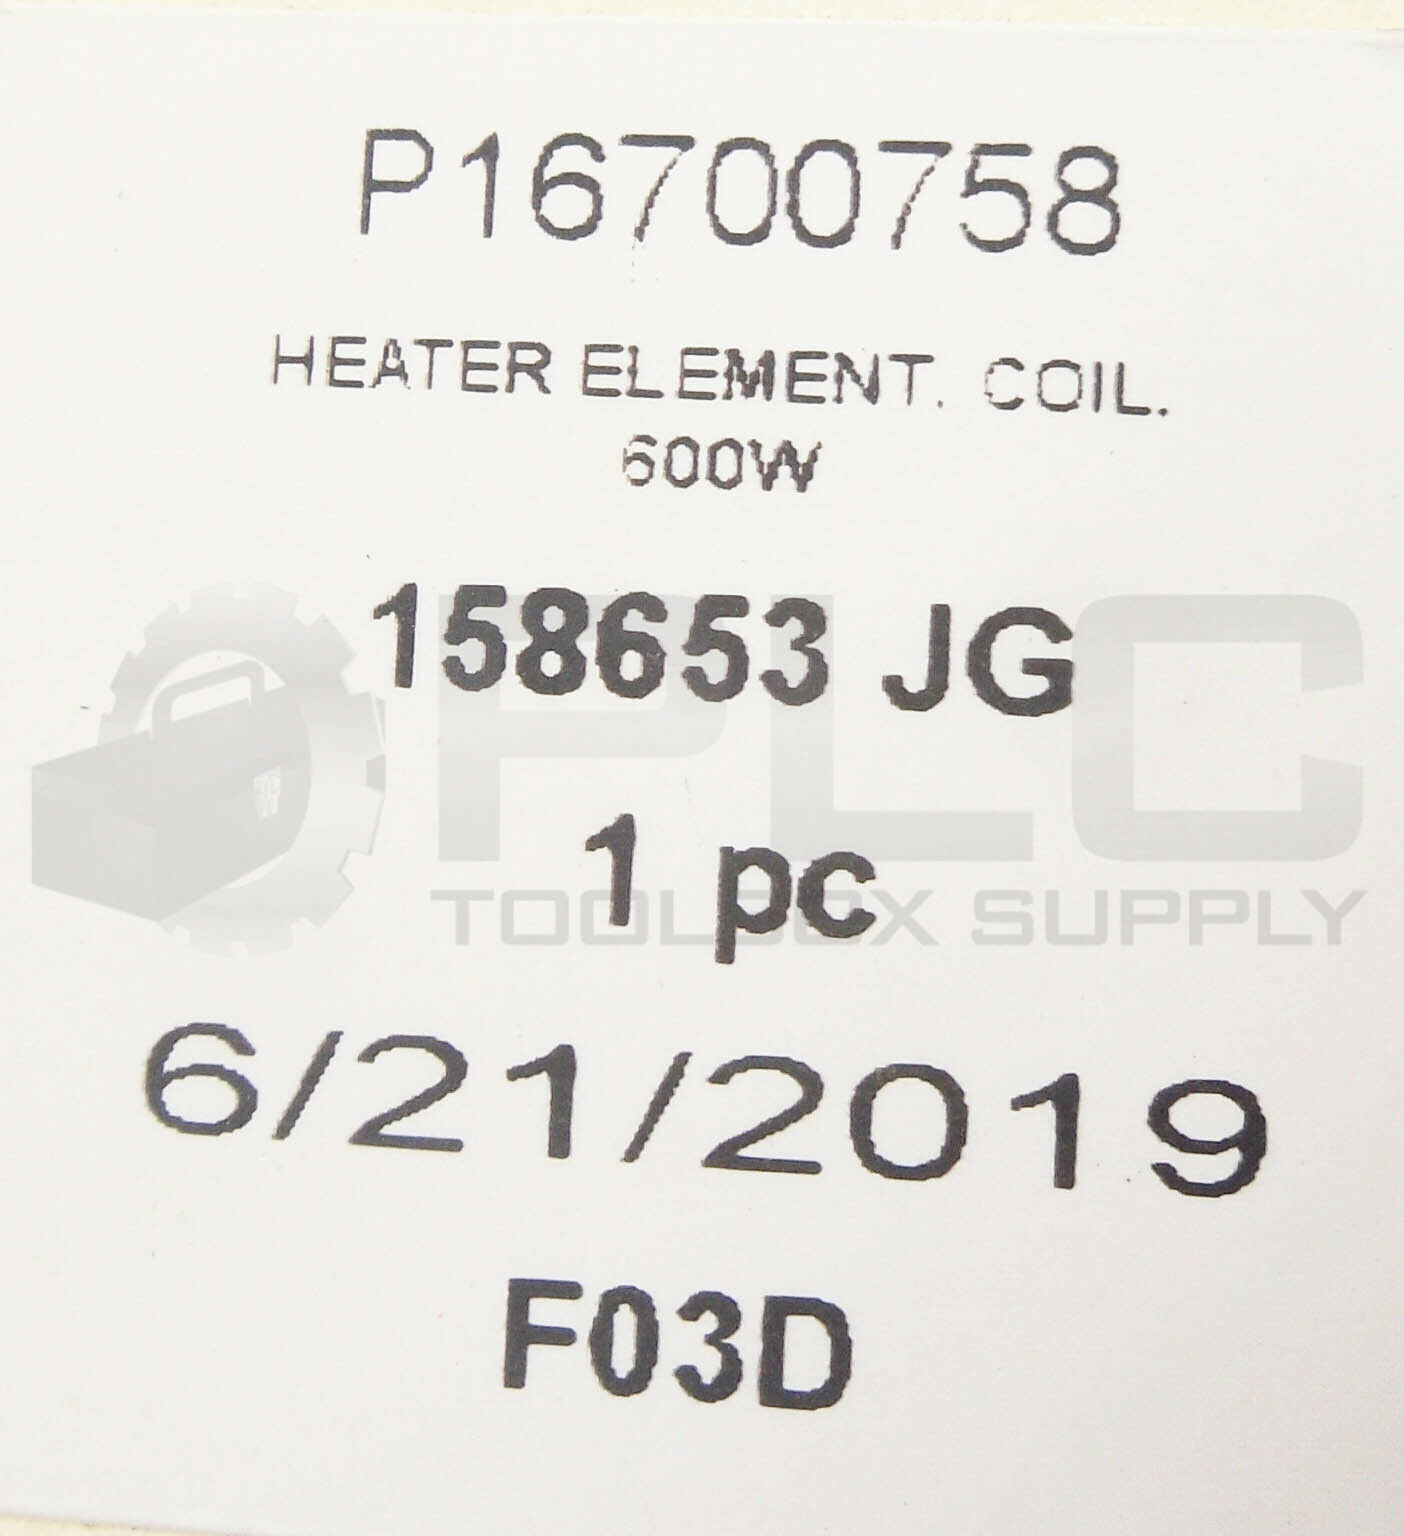 P16700758
HEATER ELEMENT. COIL.
600W
158653 JG
PLC
1 pc
TOOLBOX SUPPLY
6/21/2019
F03D